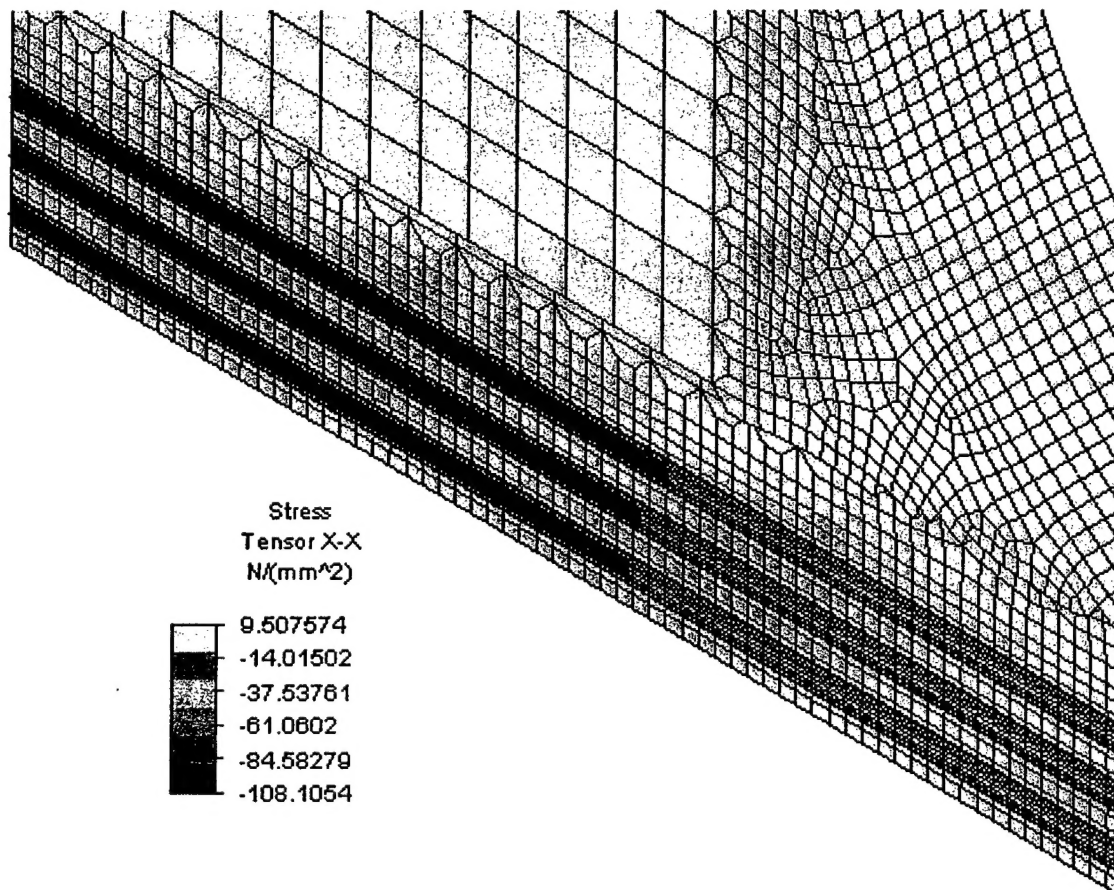 Stress
Tensor X-X
N/(mm^2)
9.507574
-14.01502
-37.53761
-61.0602
-84.58279
-108.1054